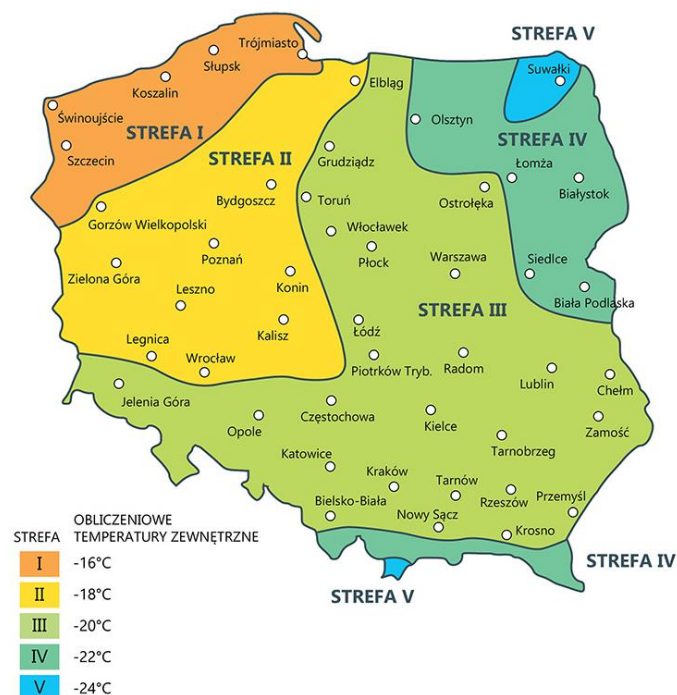 STREFA V
Trójmiasto
Słupsk
Suwałki
Koszalin
Elbląg
Świnoujście
Olsztyn
STREFA I
STREFA IV
Szczecin
STREFA II
Grudziądz
Łomża
Białystok
Bydgoszcz
Toruń
Ostrołęka
Gorzów Wielkopolski
Włocławek
Poznań
Płock
Warszawa
Siedlce
Zielona Góra
Konin
Leszno
Biała Podlaska
STREFA III
Kalisz
Łódź
Legnica
Wrocław
Piotrków Tryb.
Radom
Lublin
Chełm
Jelenia Góra
Częstochowa
Opole
Kielce
Zamość
Katowice
Tarnobrzeg
Kraków
Tarnów
Bielsko-Biała
Rzeszów
Przemyśl
Nowy Sącz
Krosno
STREFA IV
STREFA V
OBLICZENIOWE
STREFA TEMPERATURY ZEWNĘTRZNE
I -16°C
II -18°C
III -20°C
IV -22°C
V -24°C